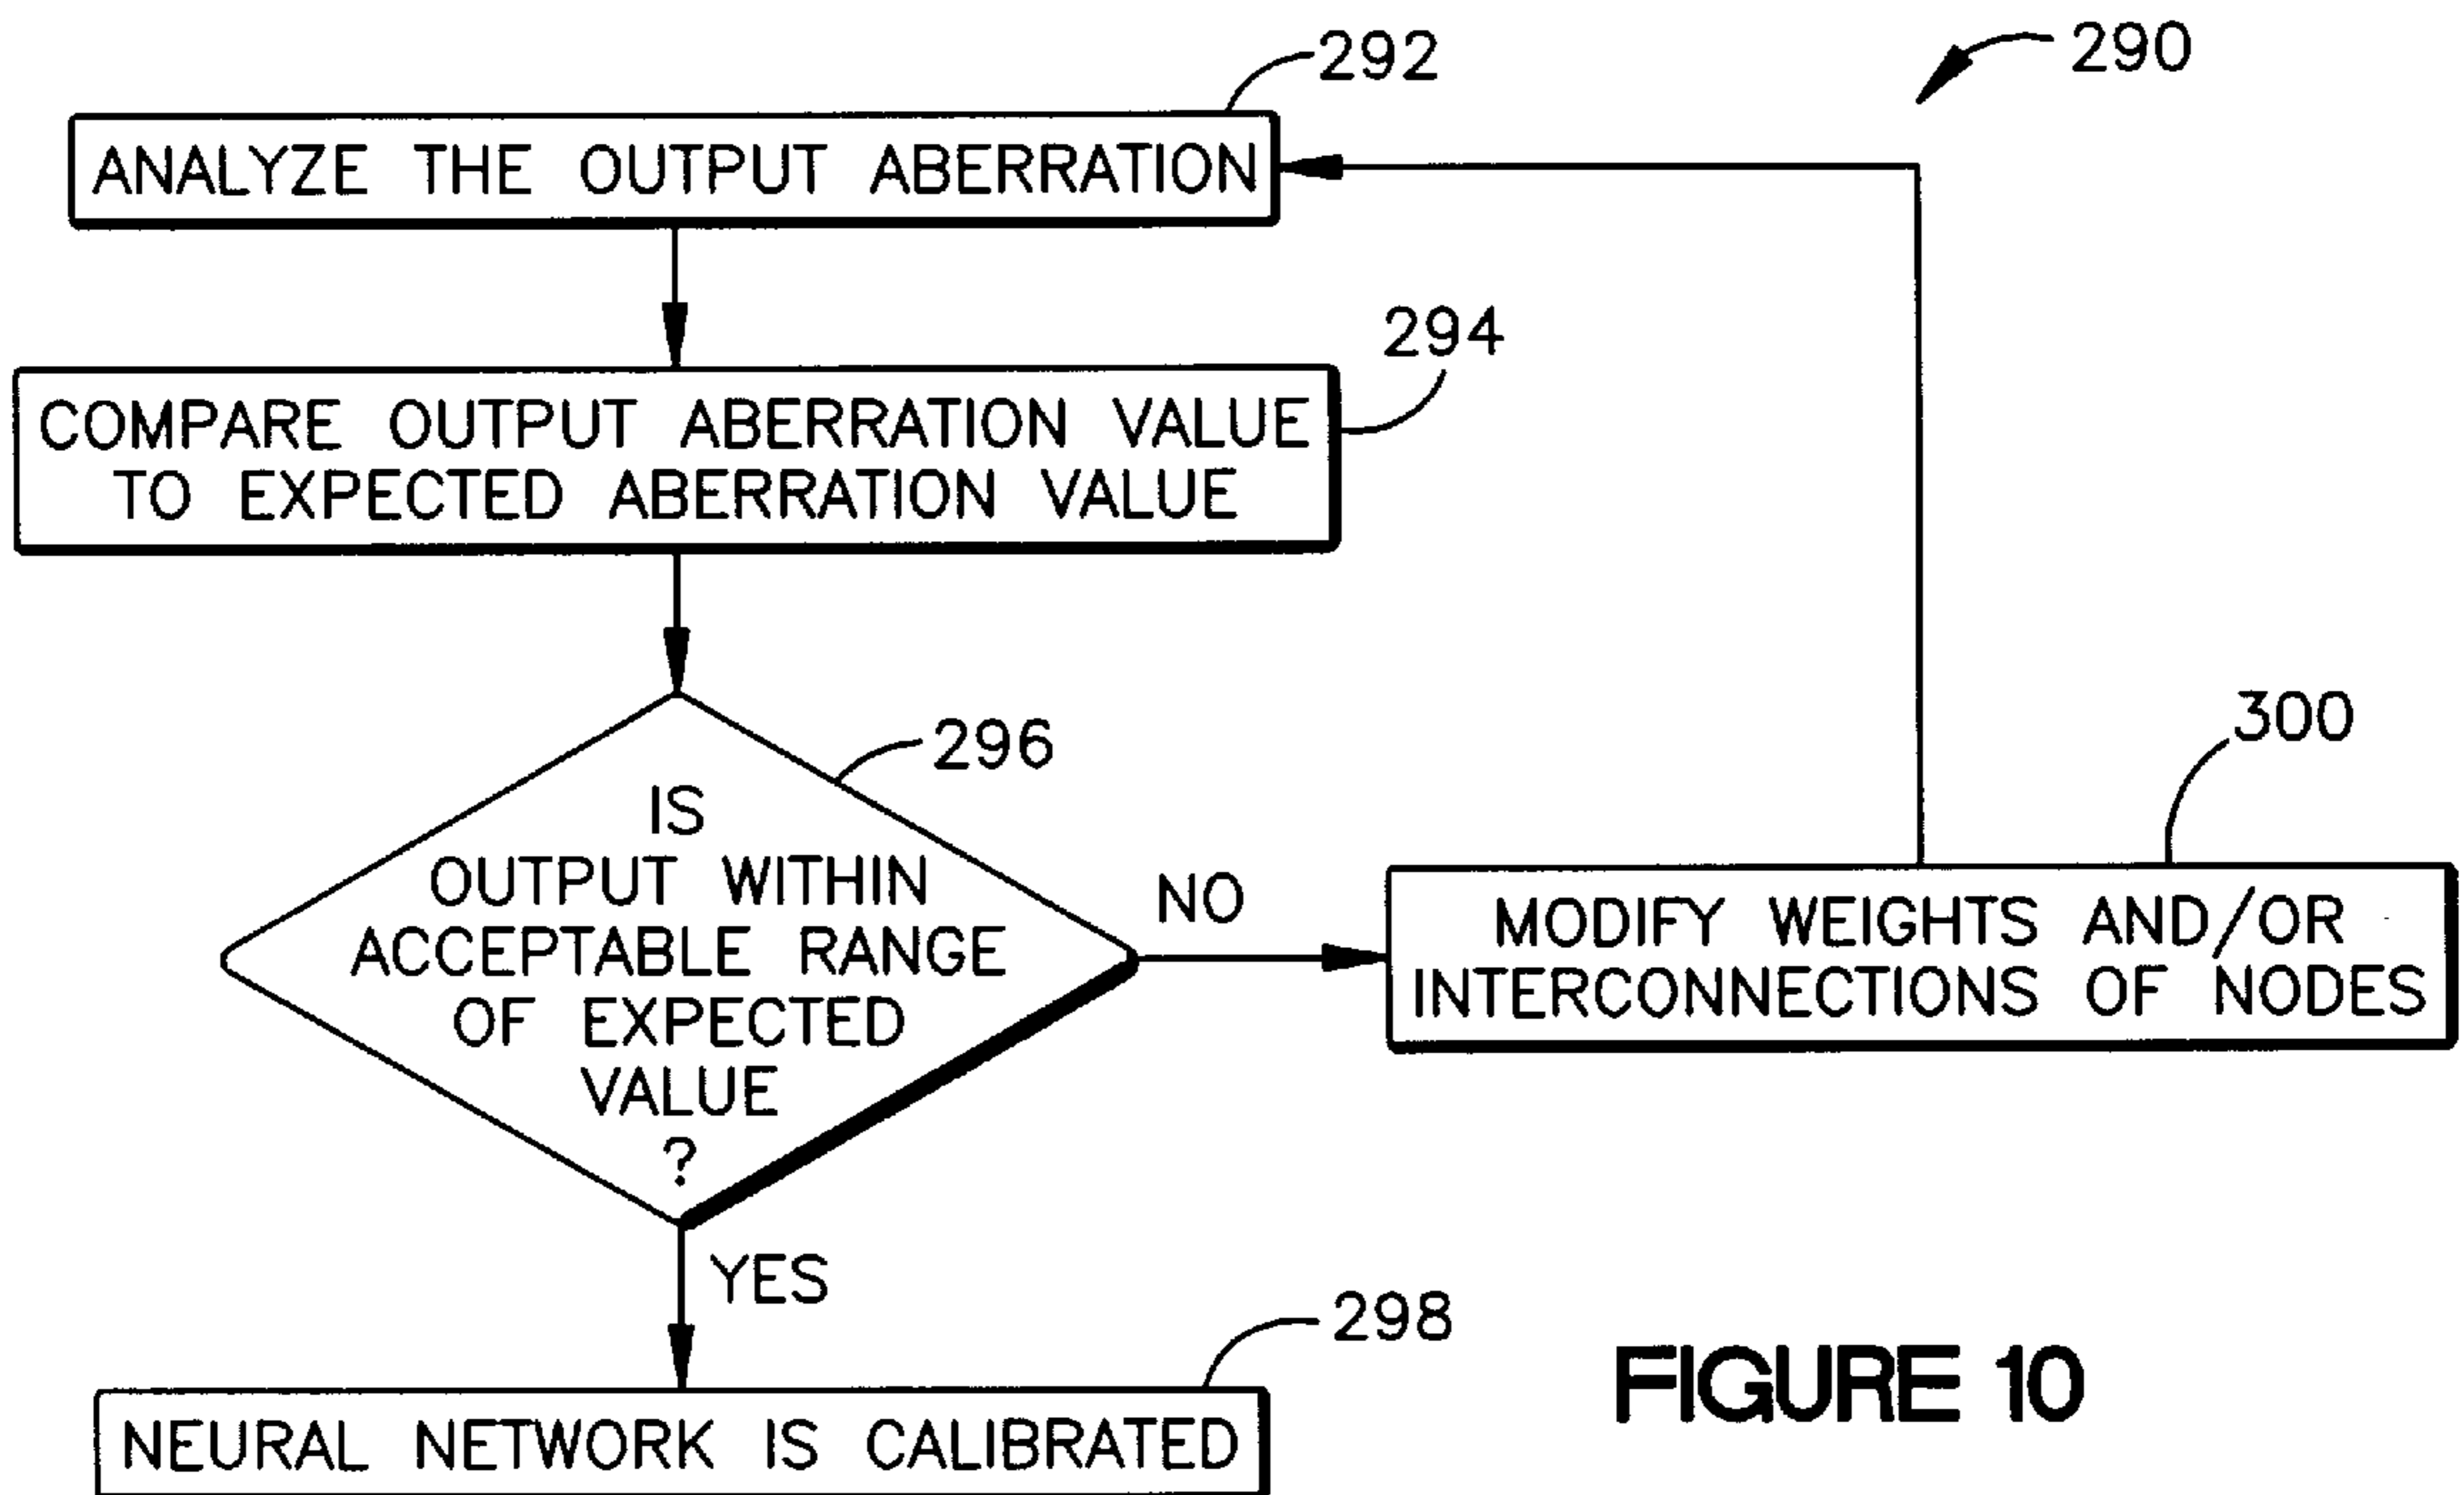 292
290
ANALYZE THE OUTPUT ABERRATION
294
COMPARE OUTPUT ABERRATION VALUE
TO EXPECTED ABERRATION VALUE
296
IS
OUTPUT WITHIN
ACCEPTABLE RANGE
OF EXPECTED
VALUE
?
NO
300
MODIFY WEIGHTS AND/OR
INTERCONNECTIONS OF NODES
YES
298
NEURAL NETWORK IS CALIBRATED
FIGURE 10